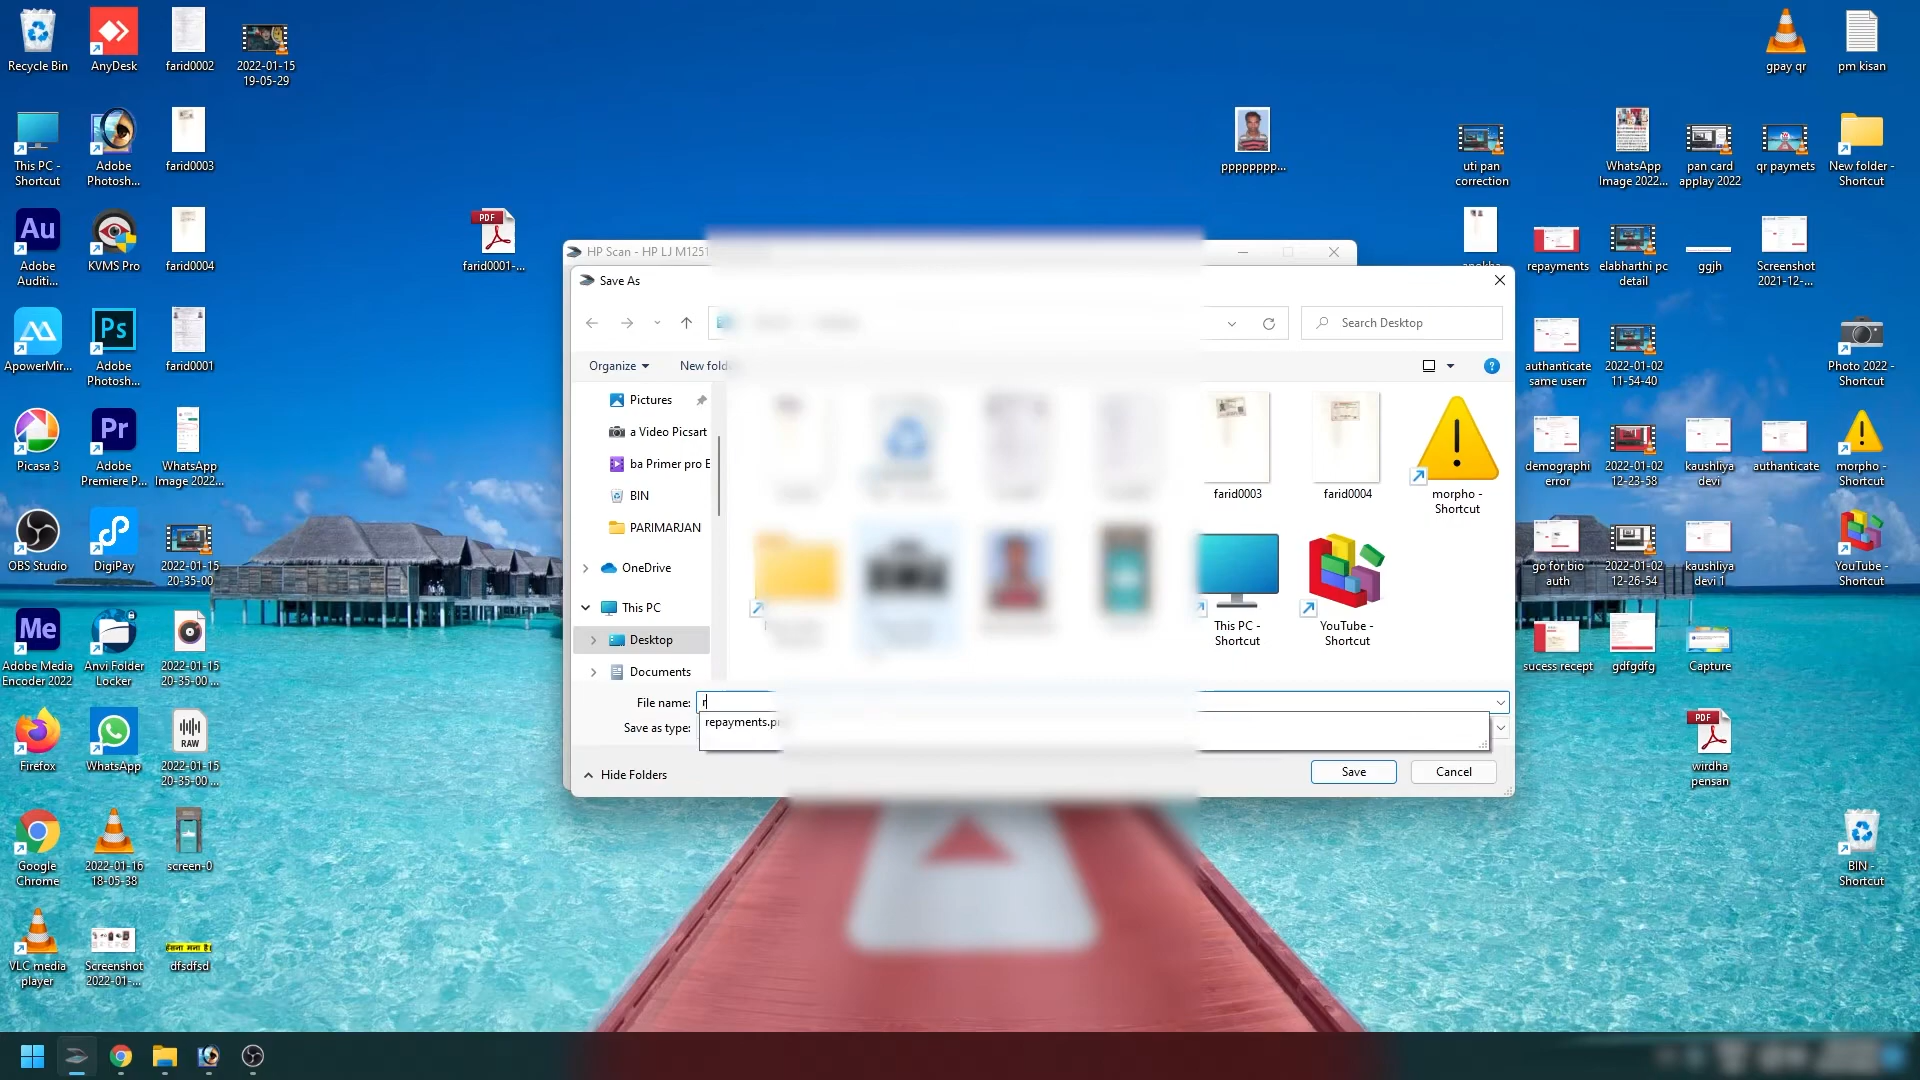 Recycle Bin
AnyDesk
farid0002
2022-01-15
19-05-29
gpay qr
pm kisan
This PC -
Shortcut
Adobe
Photosh...
farid0003
pppppppp...
uti pan
correction
WhatsApp
Image 2022...
pan card
applay 2022
qr paymets
New folder -
Shortcut
Adobe
Auditi...
KVMS Pro
farid0004
PDF
farid0001-...
repayments
elabharthi pc
detail
ggjh
Screenshot
2021-12-...
ApowerMir...
Adobe
Photosh...
farid0001
authanticate
same userr
2022-01-02
11-54-40
Photo 2022 -
Shortcut
Picasa 3
Adobe
Premiere P...
WhatsApp
Image 2022...
demographi
error
2022-01-02
12-23-58
kaushliya
devi
authanticate
morpho -
Shortcut
OBS Studio
DigiPay
2022-01-15
20-35-00
go for bio
auth
2022-01-02
12-26-54
kaushliya
devi 1
YouTube -
Shortcut
Adobe Media
Encoder 2022
Anvi Folder
Locker
2022-01-15
20-35-00 ...
sucess recept
gdfgdfg
Capture
Firefox
WhatsApp
RAW
2022-01-15
20-35-00 ...
PDF
wirdha
pensan
Google
Chrome
2022-01-16
18-05-38
screen-0
BIN -
Shortcut
VLC media
player
Screenshot
2022-01-...
हँसना मना है।
dfsdfsd
HP Scan - HP LJ M1251
Save As
Search Desktop
Organize
New fold
Pictures
a Video Picsart
ba Primer pro E
BIN
PARIMARJAN
OneDrive
This PC
Desktop
Documents
farid0003
farid0004
morpho -
Shortcut
This PC -
Shortcut
YouTube -
Shortcut
File name: r
repayments.pn
Save as type:
Hide Folders
Save
Cancel